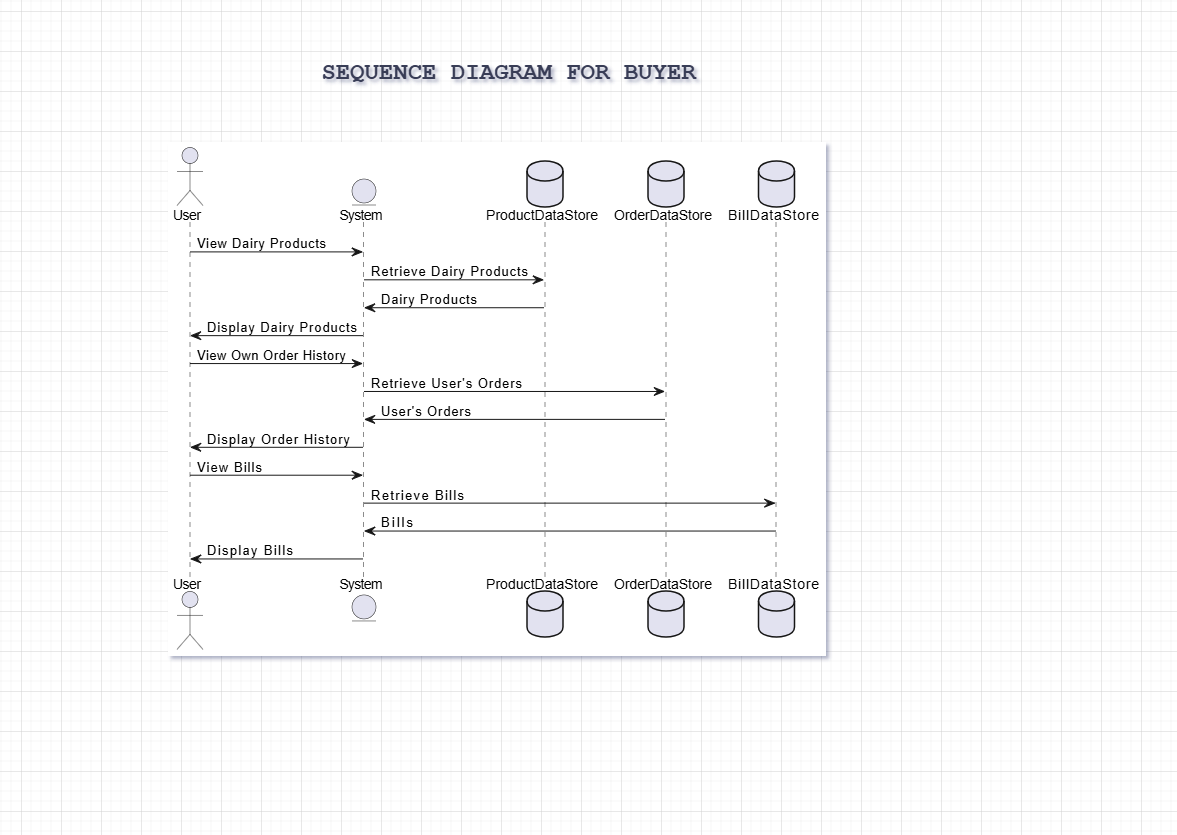 SEQUENCE DIAGRAM FOR BUYER
User System ProductDataStore OrderDataStore BillDataStore
View Dairy Products
Retrieve Dairy Products
Dairy Products
Display Dairy Products
View Own Order History
Retrieve User's Orders
User's Orders
Display Order History
View Bills
Retrieve Bills
Bills
Display Bills
User System ProductDataStore OrderDataStore BillDataStore